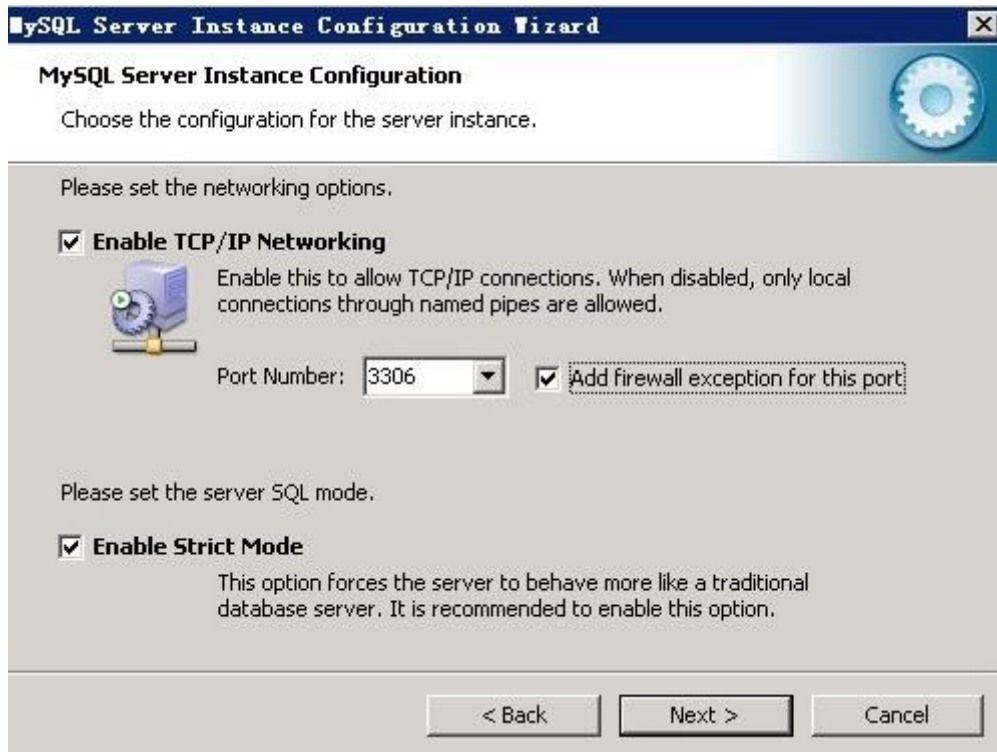 MySQL Server Instance Configuration Wizard
MySQL Server Instance Configuration
Choose the configuration for the server instance.
Please set the networking options.
Enable TCP/IP Networking
Enable this to allow TCP/IP connections. When disabled, only local
connections through named pipes are allowed.
Port Number: 3306 Add firewall exception for this port
Please set the server SQL mode.
Enable Strict Mode
This option forces the server to behave more like a traditional
database server. It is recommended to enable this option.
< Back Next > Cancel